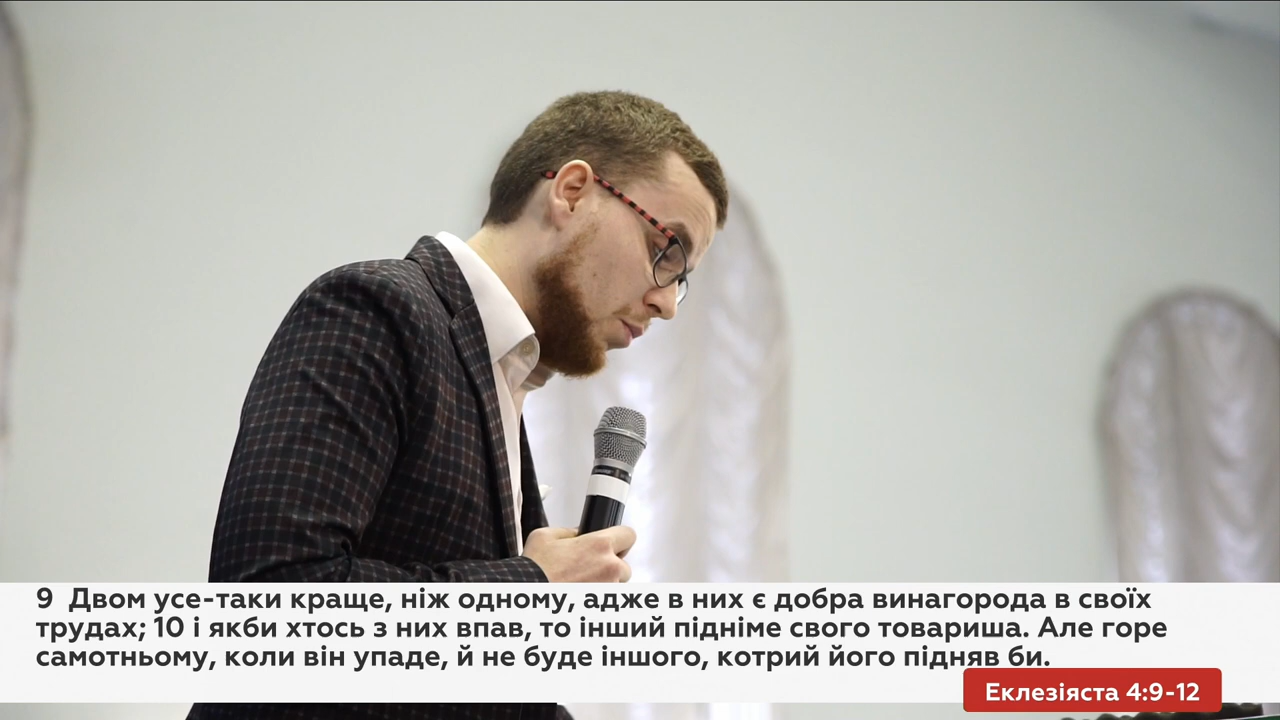 9 Двом усе-таки краще, ніж одному, адже в них є добра винагорода в своїх
трудах; 10 і якби хтось з них впав, то інший підніме свого товариша. Але горе
самотньому, коли він упаде, й не буде іншого, котрий його підняв би.
Еклезіяста 4:9-12